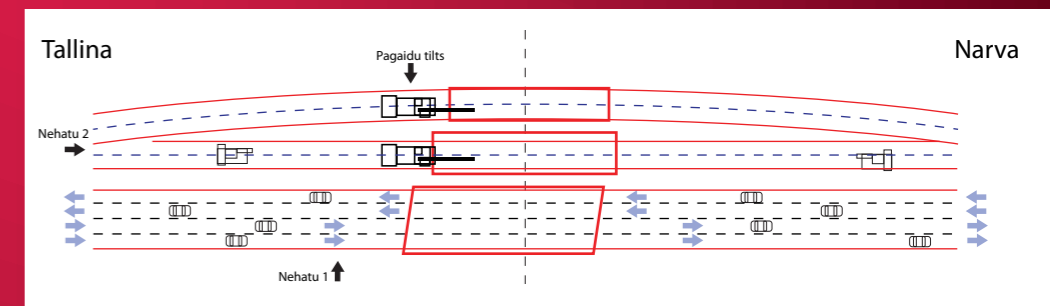 Tallina
Narva
Pagaidu tilts
Nehatu 2
Nehatu 1